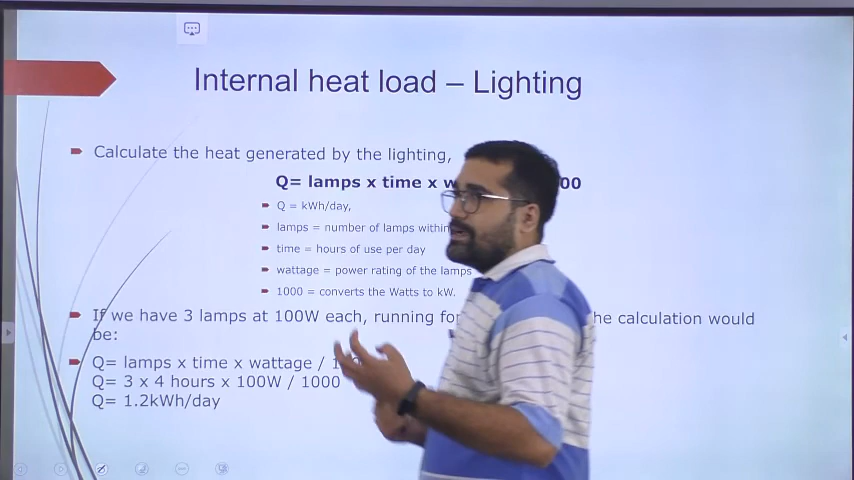 Internal heat load – Lighting
Calculate the heat generated by the lighting,
Q= lamps x time x w 00
Q = kWh/day,
lamps = number of lamps within
time = hours of use per day
wattage = power rating of the lamps
1000 = converts the Watts to kW.
If we have 3 lamps at 100W each, running for he calculation would
be:
Q= lamps x time x wattage / 1
Q= 3 x 4 hours x 100W / 1000
Q= 1.2kWh/day